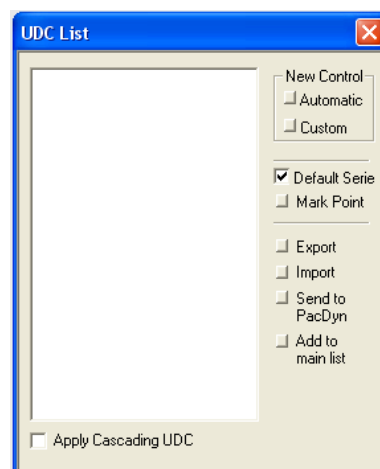 UDC List
New Control
Automatic
Custom
Default Serie
Mark Point
Export
Import
Send to
PacDyn
Add to
main list
Apply Cascading UDC